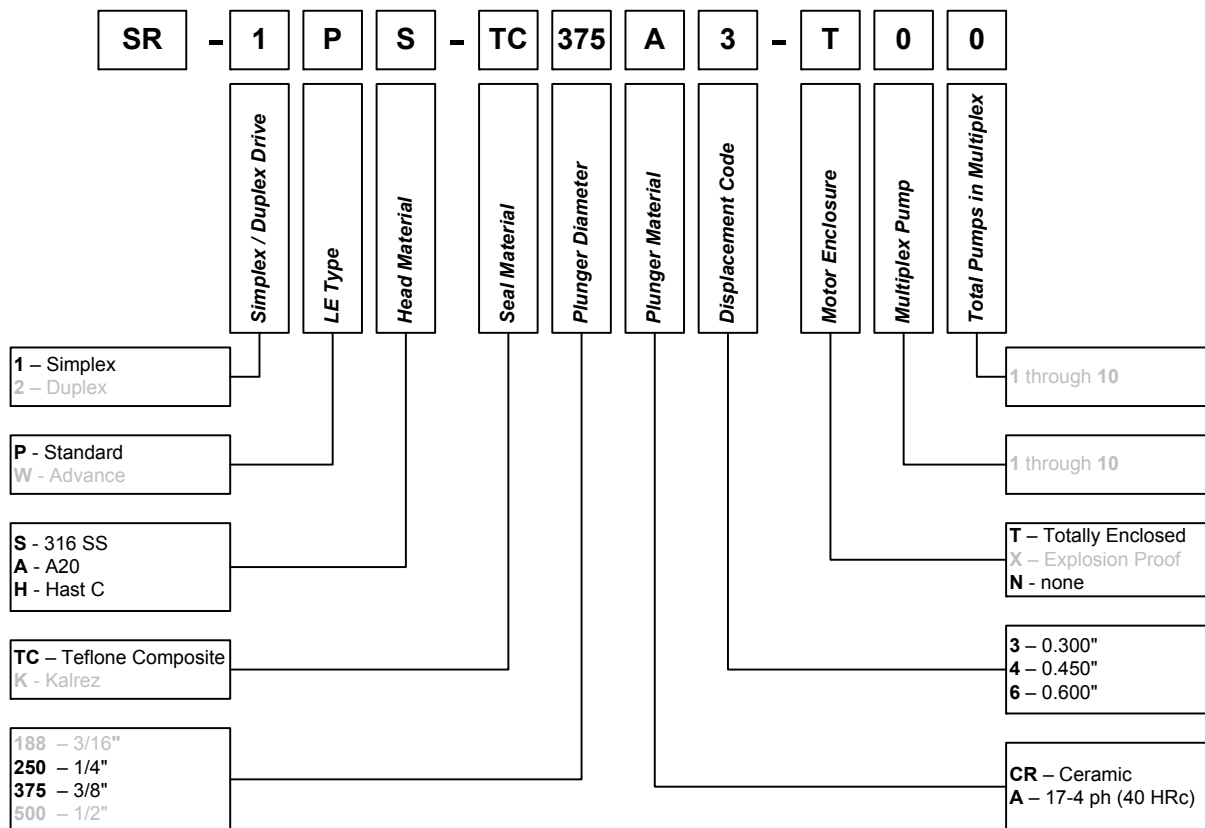 SR - 1 P S - TC 375 A 3 - T 0 0
Simplex / Duplex Drive
LE Type
Head Material
Seal Material
Plunger Diameter
Plunger Material
Displacement Code
Motor Enclosure
Multiplex Pump
Total Pumps in Multiplex
1 – Simplex
2 – Duplex
P - Standard
W - Advance
S - 316 SS
A - A20
H - Hast C
TC – Teflone Composite
K - Kalrez
188 – 3/16"
250 – 1/4"
375 – 3/8"
500 – 1/2"
1 through 10
1 through 10
T – Totally Enclosed
X – Explosion Proof
N - none
3 – 0.300"
4 – 0.450"
6 – 0.600"
CR – Ceramic
A – 17-4 ph (40 HRc)